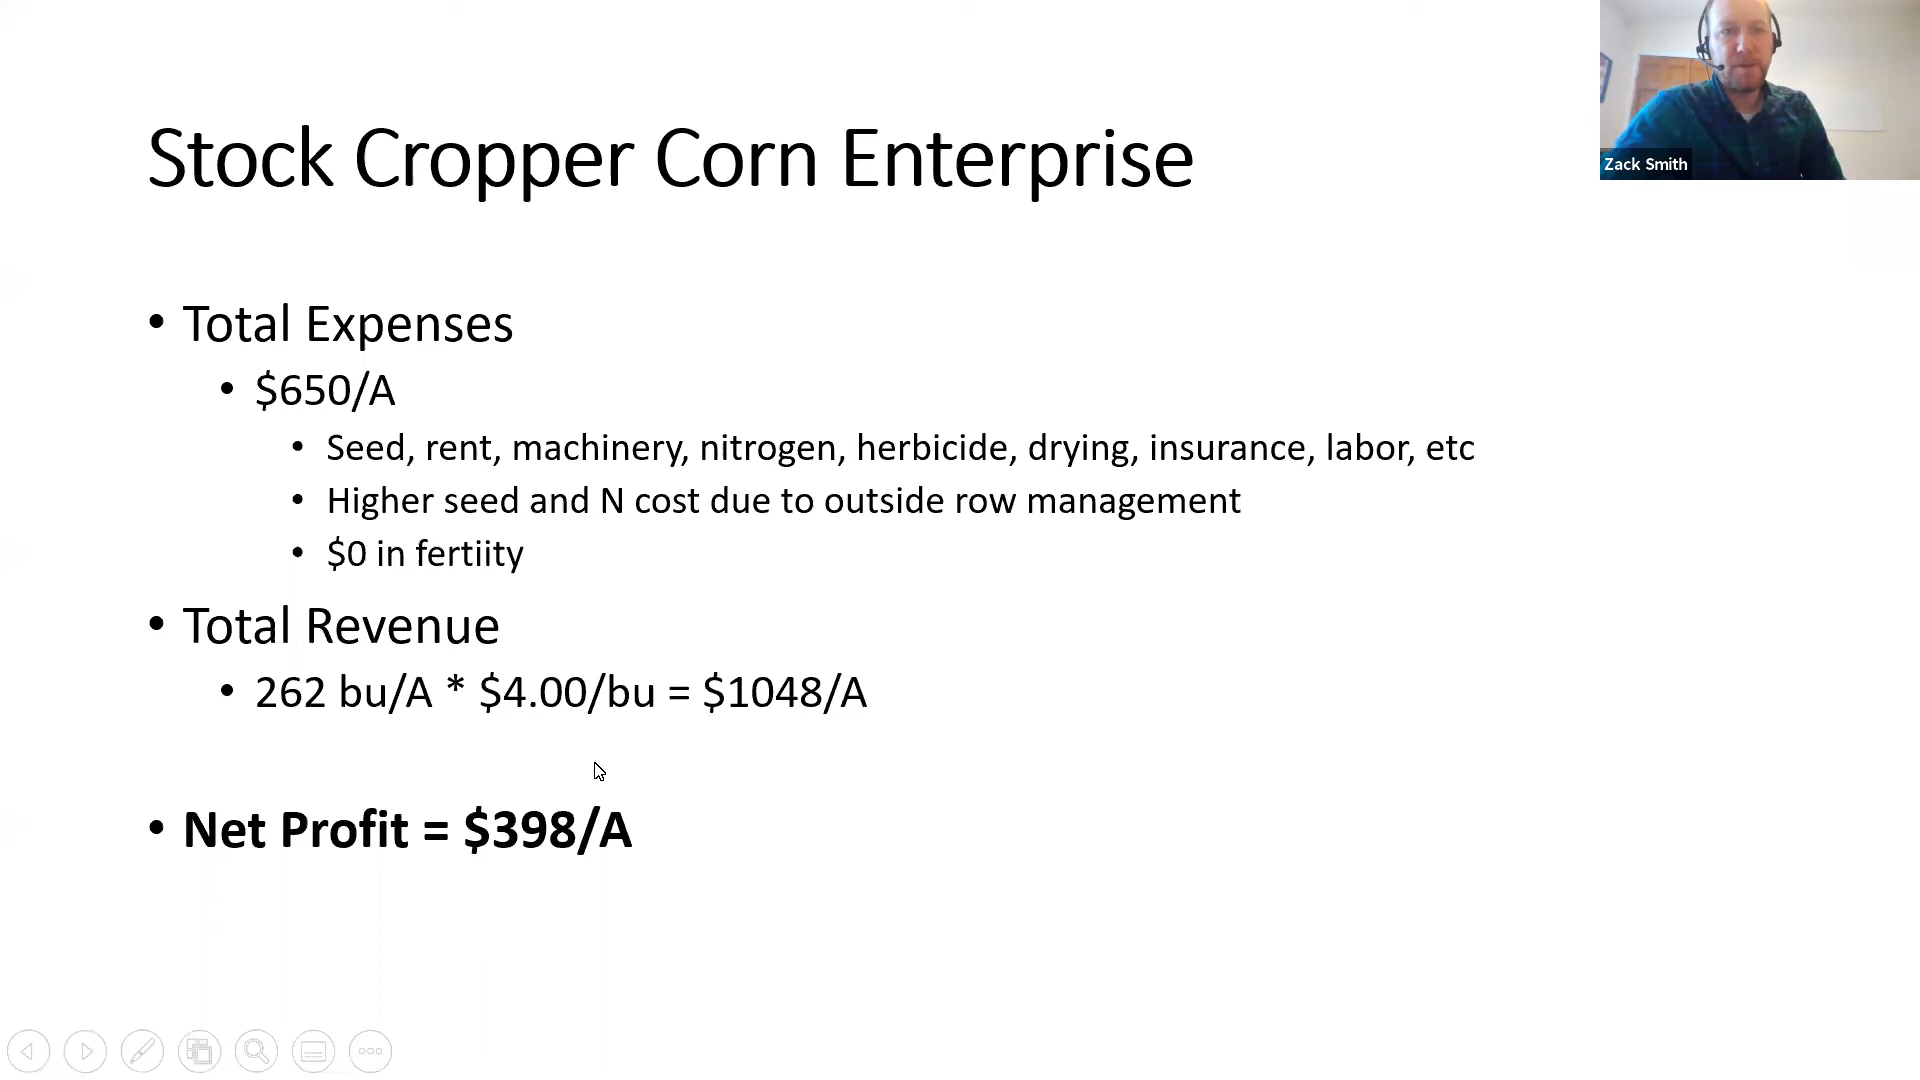 Stock Cropper Corn Enterprise
Zack Smith
• Total Expenses
• $650/A
• Seed, rent, machinery, nitrogen, herbicide, drying, insurance, labor, etc
• Higher seed and N cost due to outside row management
• $0 in fertiity
• Total Revenue
• 262 bu/A * $4.00/bu = $1048/A
• Net Profit = $398/A